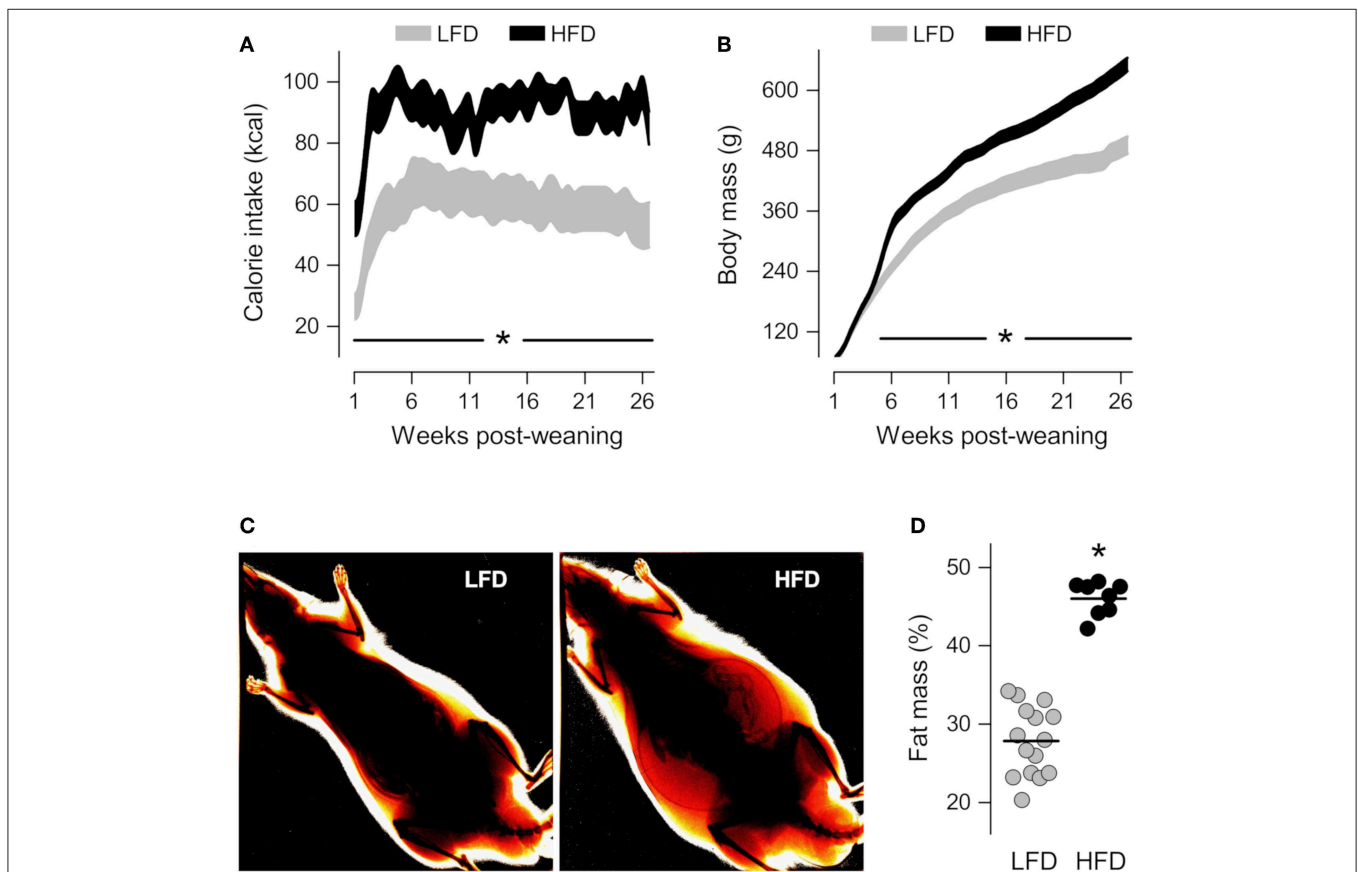 A
LFD HFD
Calorie intake (kcal)
100
80
60
40
20
*
1 6 11 16 21 26
Weeks post-weaning
B
LFD HFD
Body mass (g)
600
480
360
240
120
*
1 6 11 16 21 26
Weeks post-weaning
C
LFD
HFD
D
Fat mass (%)
50
40
30
20
*
LFD HFD